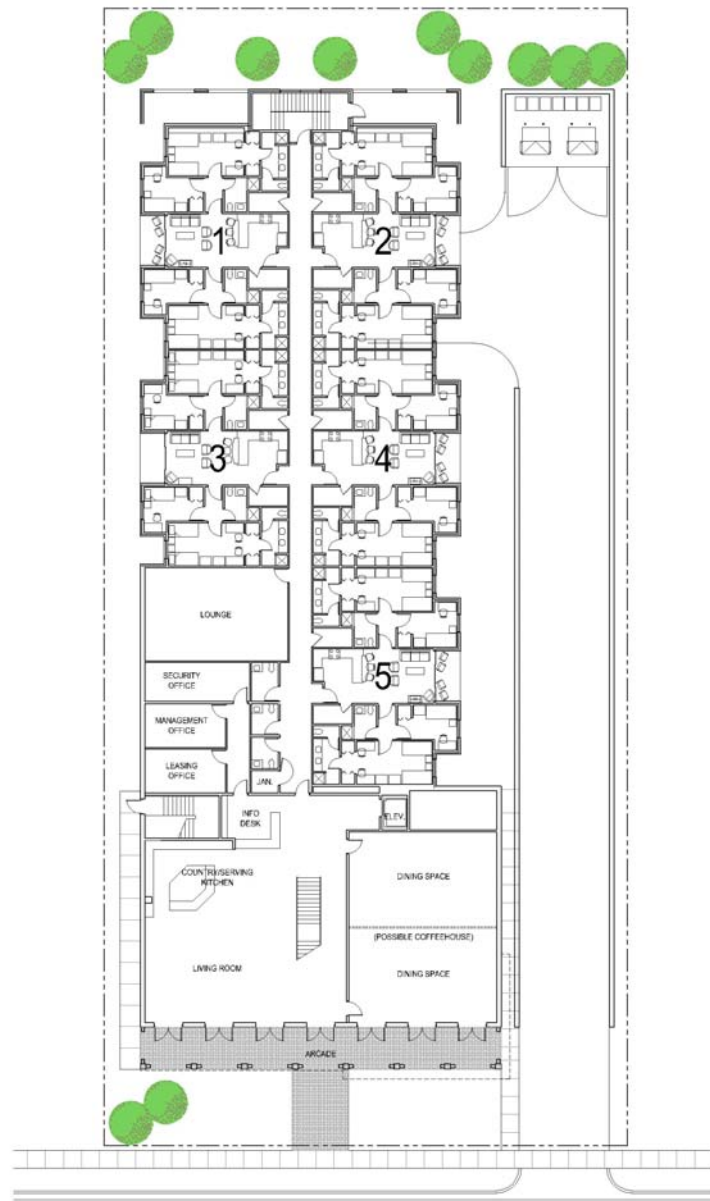 1
2
3
4
LOUNGE
5
SECURITY
OFFICE
MANAGEMENT
OFFICE
LEASING
OFFICE
JAN.
INFO
DESK
ELEV.
COUNTRY/SERVING
KITCHEN
DINING SPACE
(POSSIBLE COFFEEHOUSE)
LIVING ROOM
DINING SPACE
ARCADE